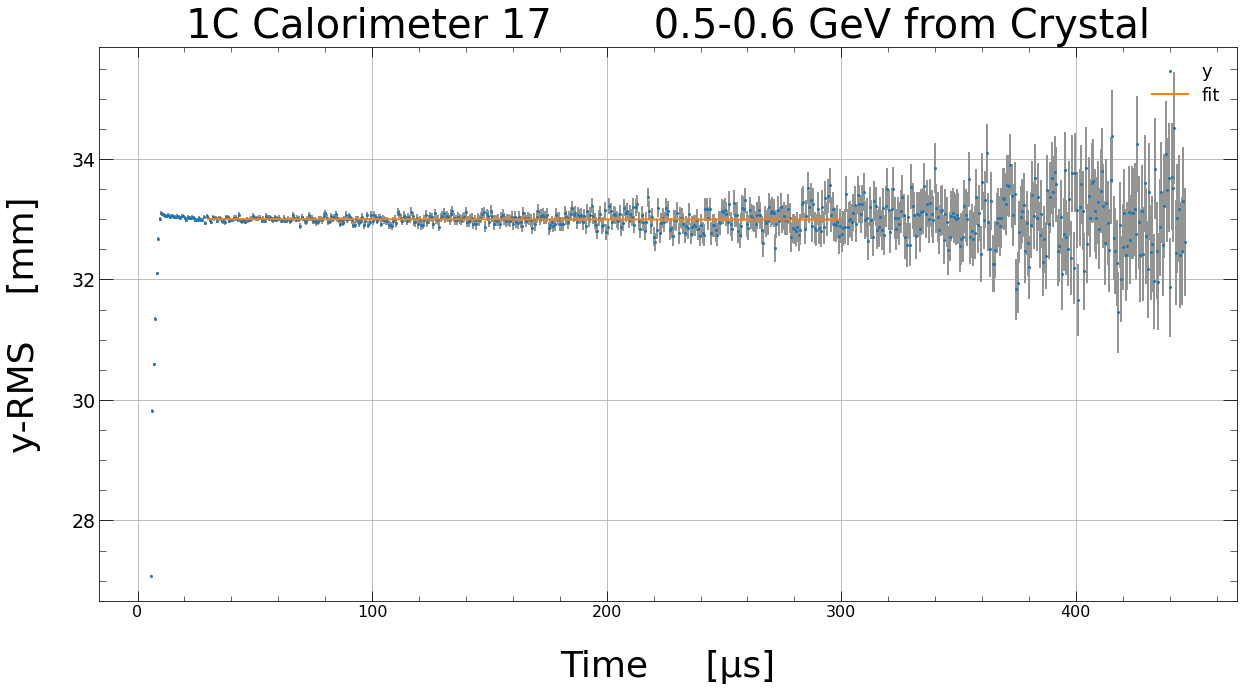 1C Calorimeter 17 0.5-0.6 GeV from Crystal
y
fit
y-RMS [mm]
34
32
30
28
0 100 200 300 400
Time [μs]